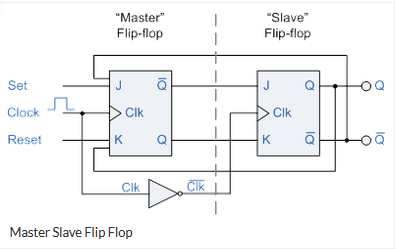 “Master”
Flip-flop
“Slave”
Flip-flop
Set
Clock
Reset
J
Q̅
Clk
K
Q
J
Q
Clk
K
Q̅
Q
Q̅
Clk
C̅l̅k̅
Master Slave Flip Flop